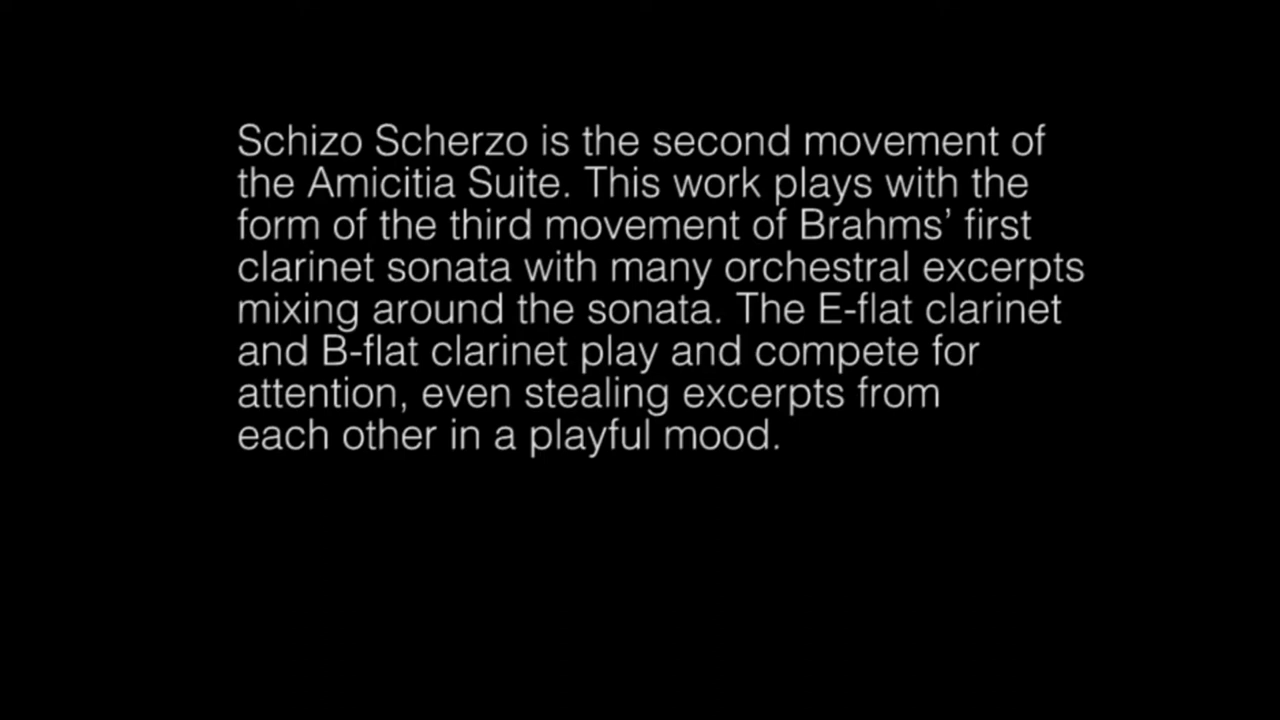 Schizo Scherzo is the second movement of
the Amicitia Suite. This work plays with the
form of the third movement of Brahms’ first
clarinet sonata with many orchestral excerpts
mixing around the sonata. The E-flat clarinet
and B-flat clarinet play and compete for
attention, even stealing excerpts from
each other in a playful mood.